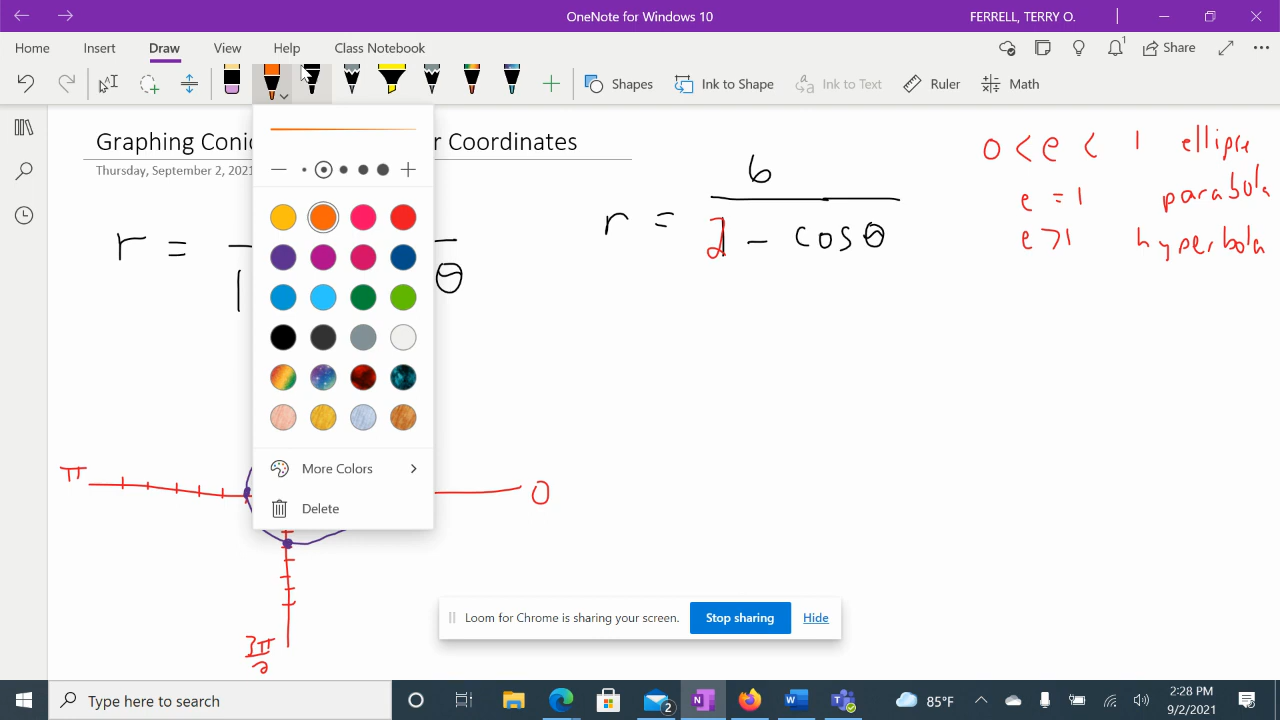 OneNote for Windows 10
FERRELL, TERRY O.
Home Insert Draw View Help Class Notebook
1
Share
Shapes Ink to Shape Ink to Text Ruler Math
Graphing Conic r Coordinates
Thursday, September 2, 2021
r = 1 θ
r = 6
2 - cos θ
0 < e < 1 ellipse
e = 1 parabola
e > 1 hyperbola
More Colors
Delete
π
0
3π
2
Loom for Chrome is sharing your screen. Stop sharing Hide
Type here to search
2
85°F
2:28 PM
9/2/2021